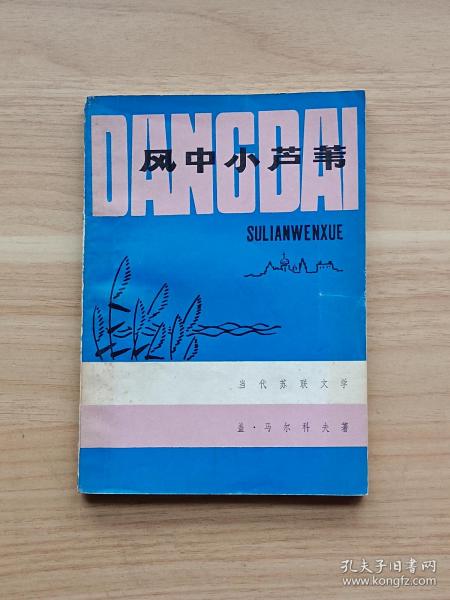 DANGDAI
风中小芦苇
SULIANWENXUE
当代苏联文学
盖·马尔科夫著
孔夫子旧书网
www.kongfz.com